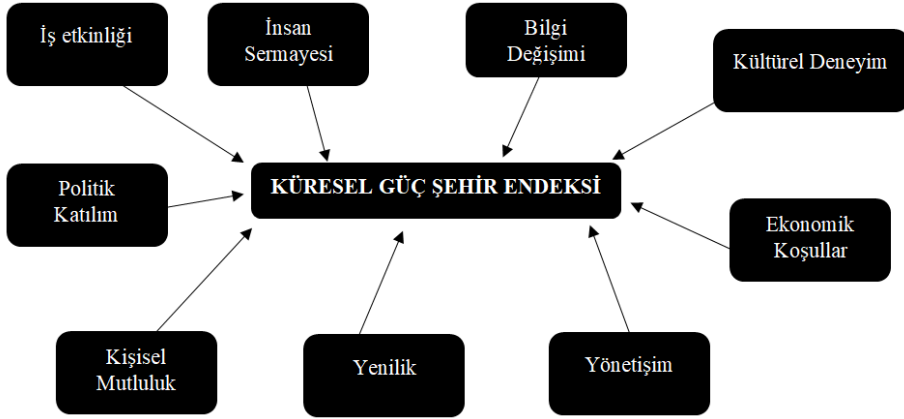 İş etkinliği
İnsan
Sermayesi
Bilgi
Değişimi
Kültürel Deneyim
Politik
Katılım
KÜRESEL GÜÇ ŞEHİR ENDEKSİ
Ekonomik
Koşullar
Kişisel
Mutluluk
Yenilik
Yönetişim